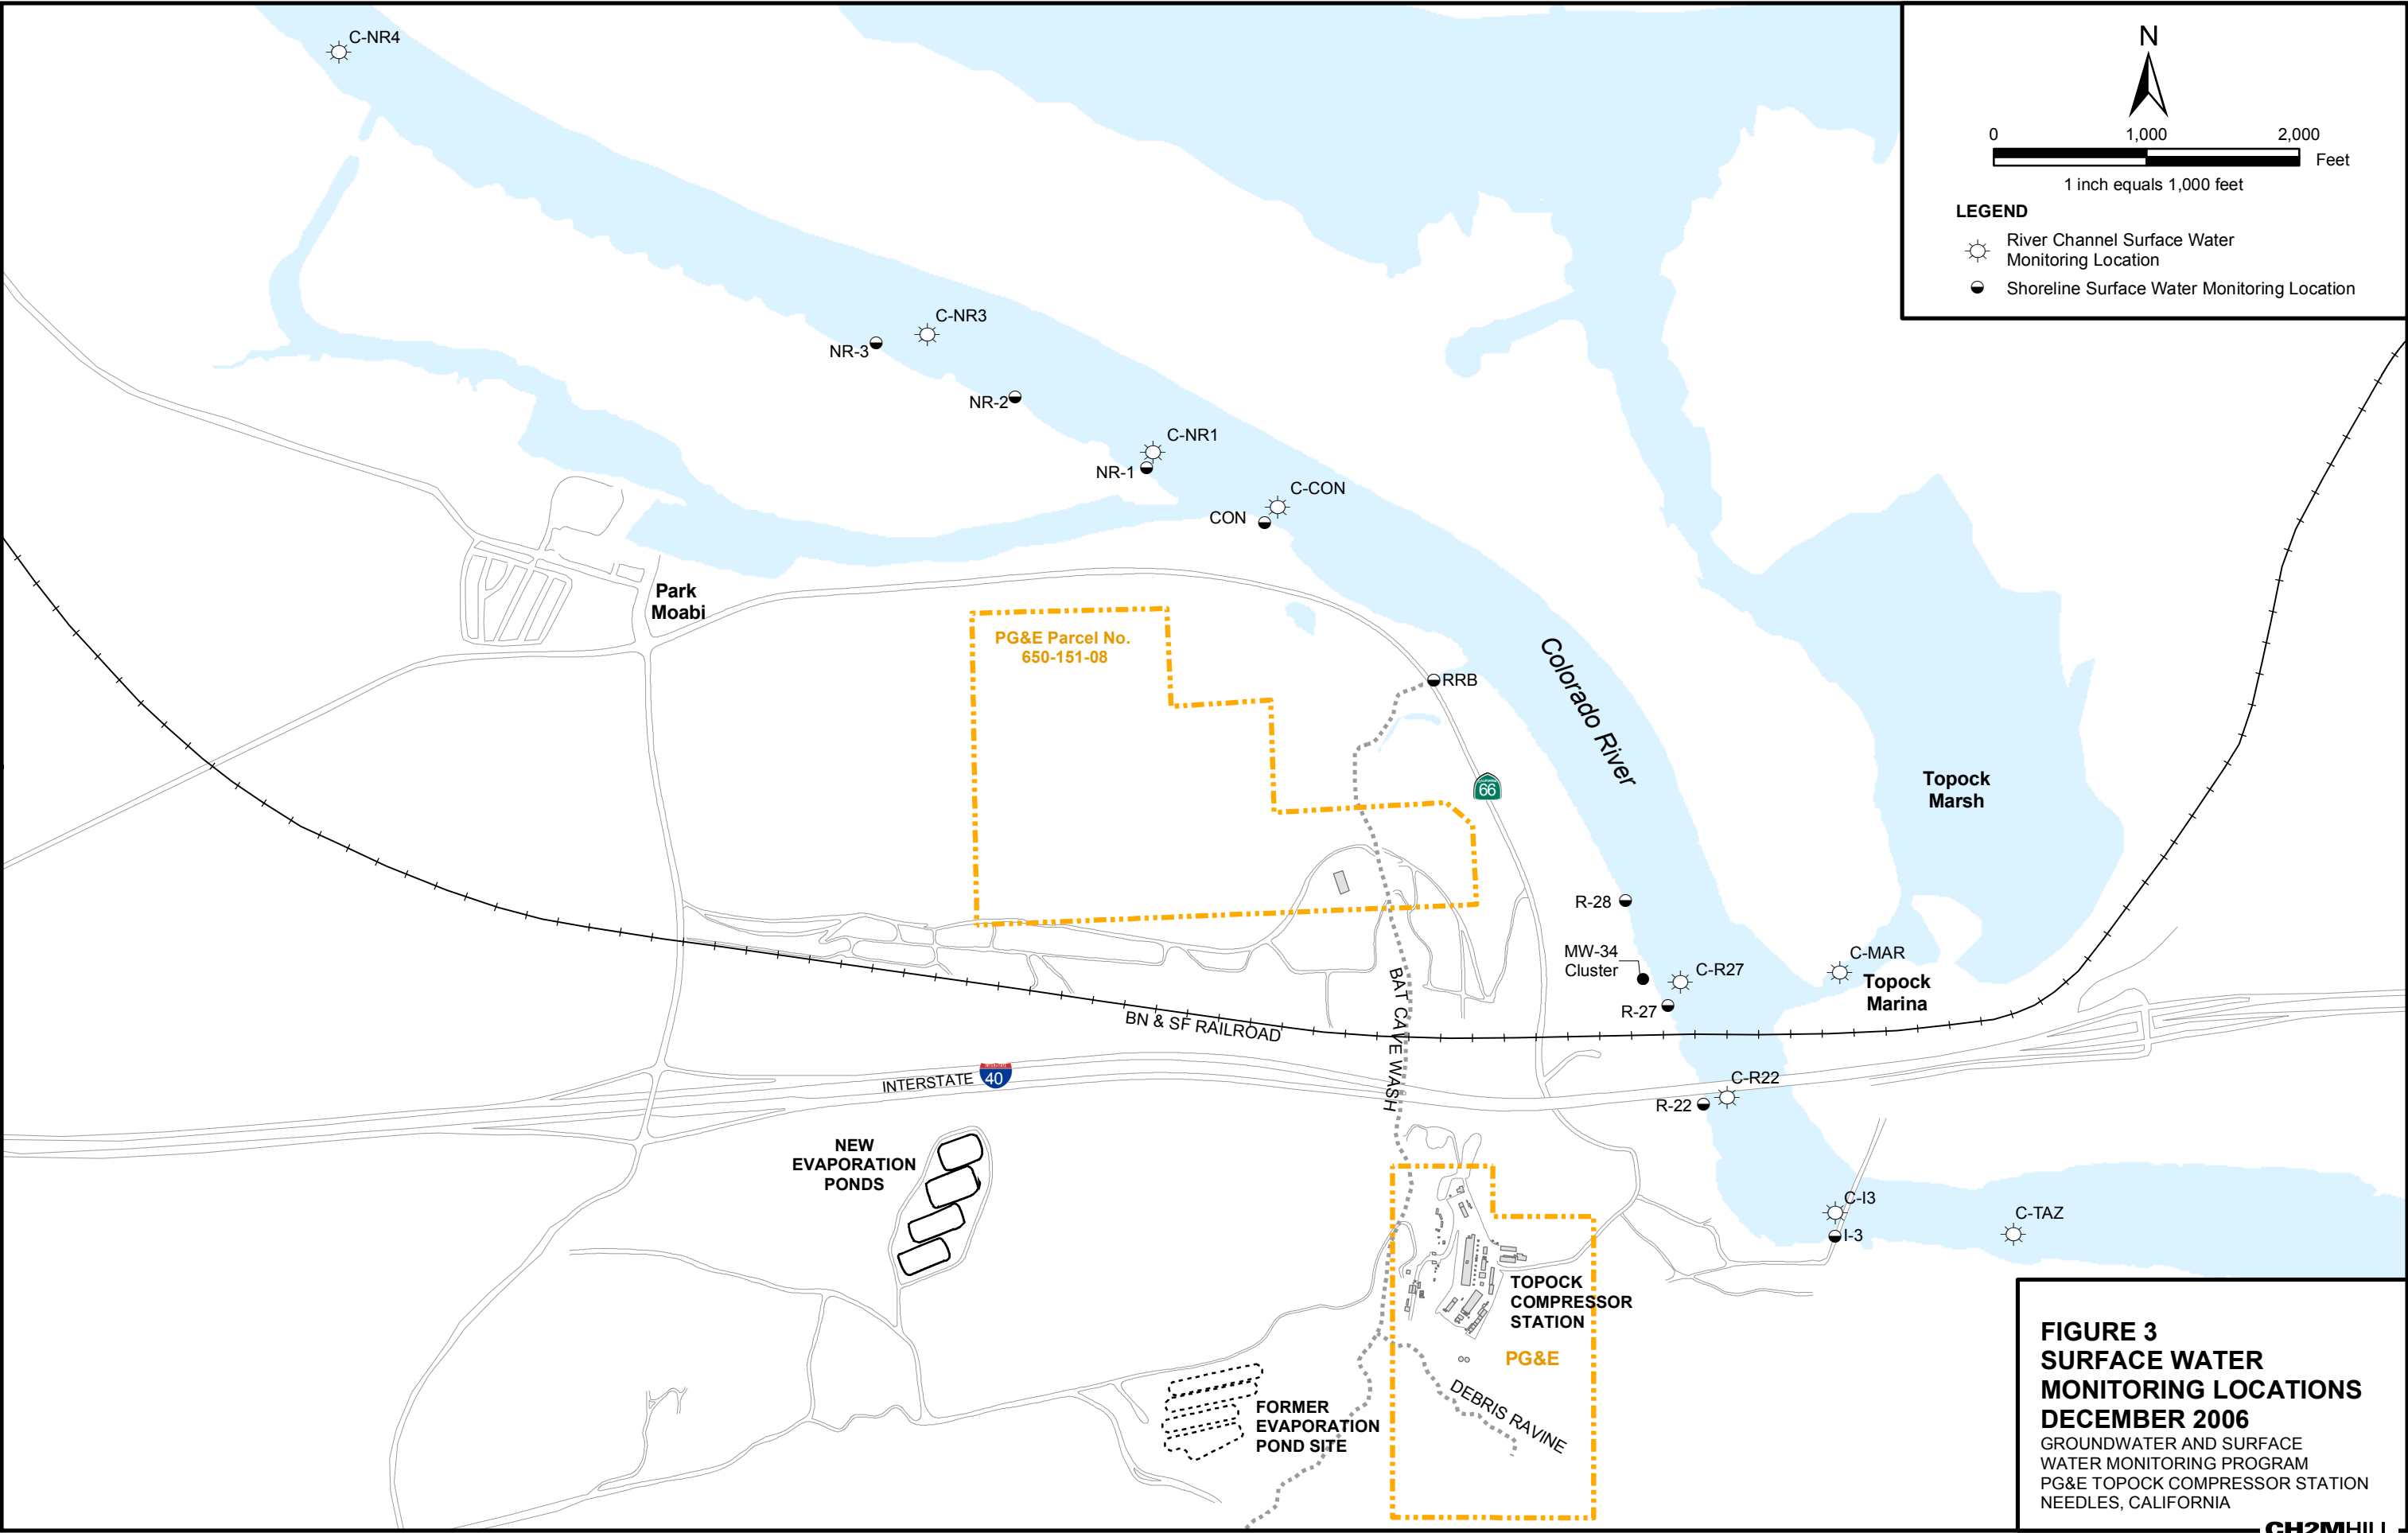 C-NR4
N
0 1,000 2,000
Feet
1 inch equals 1,000 feet
LEGEND
River Channel Surface Water
Monitoring Location
Shoreline Surface Water Monitoring Location
C-NR3
NR-3
NR-2
C-NR1
NR-1
C-CON
CON
Park
Moabi
PG&E Parcel No.
650-151-08
RRB
Colorado River
66
Topock
Marsh
R-28
MW-34
Cluster
C-R27
R-27
C-MAR
Topock
Marina
BAT CAVE WASH
BN & SF RAILROAD
INTERSTATE 40
C-R22
R-22
NEW
EVAPORATION
PONDS
C-I3
I-3
C-TAZ
TOPOCK
COMPRESSOR
STATION
PG&E
DEBRIS RAVINE
FORMER
EVAPORATION
POND SITE
FIGURE 3
SURFACE WATER
MONITORING LOCATIONS
DECEMBER 2006
GROUNDWATER AND SURFACE
WATER MONITORING PROGRAM
PG&E TOPOCK COMPRESSOR STATION
NEEDLES, CALIFORNIA
CH2MHILL